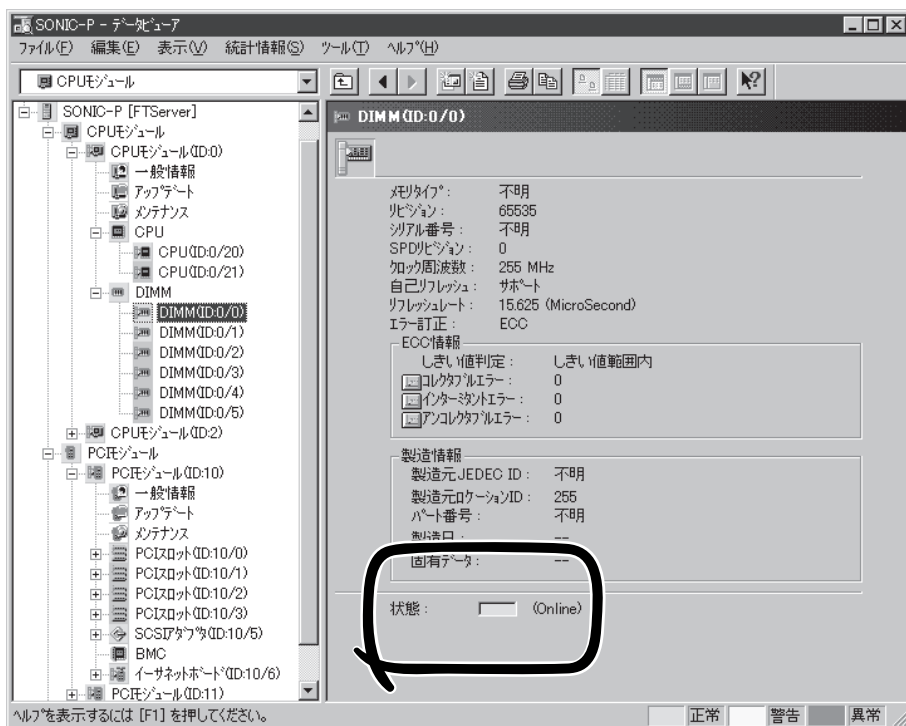 SONIC-P - データビューア
ファイル(F) 編集(E) 表示(V) 統計情報(S) ツール(T) ヘルプ(H)
CPUモジュール
SONIC-P [FTServer]
CPUモジュール
CPUモジュール(ID:0)
一般情報
アップデート
メンテナンス
CPU
CPU(ID:0/20)
CPU(ID:0/21)
DIMM
DIMM(ID:0/0)
DIMM(ID:0/1)
DIMM(ID:0/2)
DIMM(ID:0/3)
DIMM(ID:0/4)
DIMM(ID:0/5)
CPUモジュール(ID:2)
PCIモジュール
PCIモジュール(ID:10)
一般情報
アップデート
メンテナンス
PCIスロット(ID:10/0)
PCIスロット(ID:10/1)
PCIスロット(ID:10/2)
PCIスロット(ID:10/3)
SCSIアダプタ(ID:10/5)
BMC
イーサネットボード(ID:10/6)
PCIモジュール(ID:11)
DIMM(ID:0/0)
メモリタイプ: 不明
リビジョン: 65535
シリアル番号: 不明
SPDリビジョン: 0
クロック周波数: 255 MHz
自己リフレッシュ: サポート
リフレッシュレート: 15.625 (MicroSecond)
エラー訂正: ECC
ECC情報
しきい値判定: しきい値範囲内
コレクタブルエラー: 0
インターミタントエラー: 0
アンコレクタブルエラー: 0
製造情報
製造元JEDEC ID: 不明
製造元ロケーションID: 255
パート番号: 不明
製造日: --
固有データ: --
状態: (Online)
ヘルプを表示するには [F1] を押してください。
正常 警告 異常